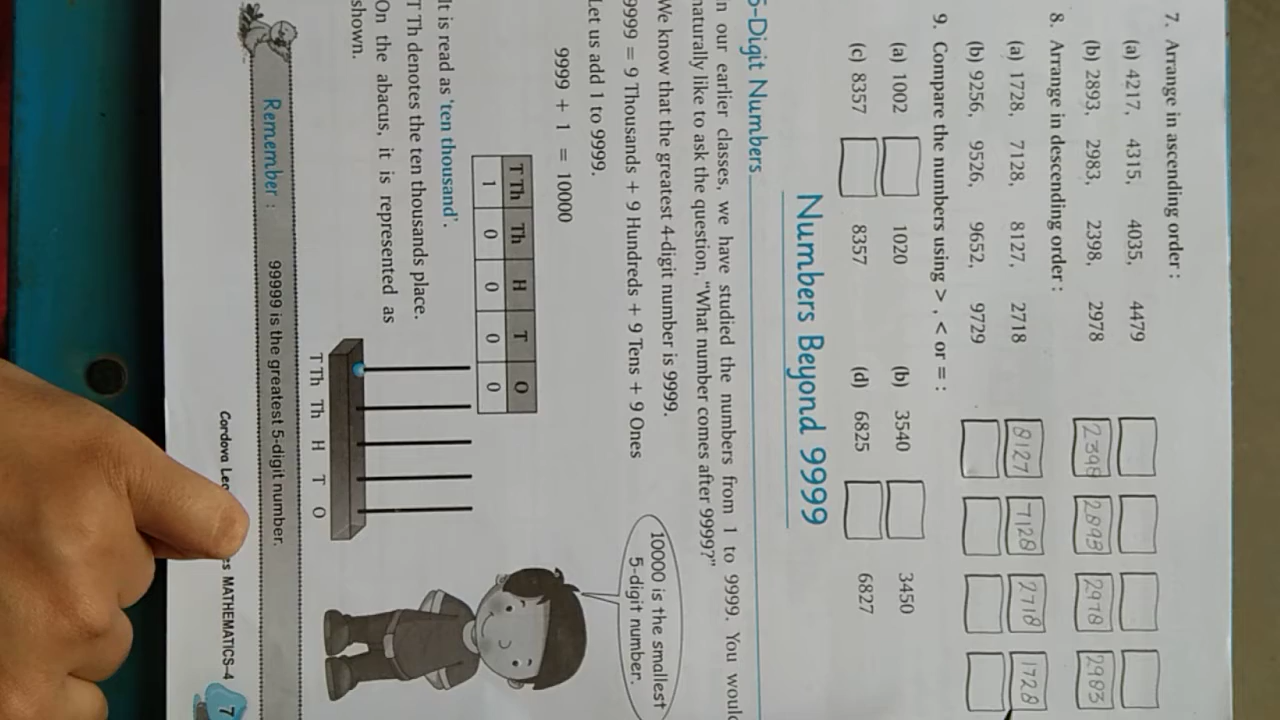 7. Arrange in ascending order :
(a) 4217, 4315, 4035, 4479
(b) 2893, 2983, 2398, 2978 2398 2893 2978 2983
8. Arrange in descending order :
(a) 1728, 7128, 8127, 2718 8127 7128 2718 1728
(b) 9256, 9526, 9652, 9729
9. Compare the numbers using > , < or = :
(a) 1002 1020 (b) 3540 3450
(c) 8357 8357 (d) 6825 6827
Numbers Beyond 9999
5-Digit Numbers
In our earlier classes, we have studied the numbers from 1 to 9999. You would
naturally like to ask the question, "What number comes after 9999?"
We know that the greatest 4-digit number is 9999.
9999 = 9 Thousands + 9 Hundreds + 9 Tens + 9 Ones
Let us add 1 to 9999.
9999 + 1 = 10000
10000 is the smallest
5-digit number.
T Th Th H T O
1 0 0 0 0
It is read as 'ten thousand'.
T Th denotes the ten thousands place.
On the abacus, it is represented as
shown.
T Th Th H T O
Remember : 99999 is the greatest 5-digit number.
Cordova MATHEMATICS-4
7